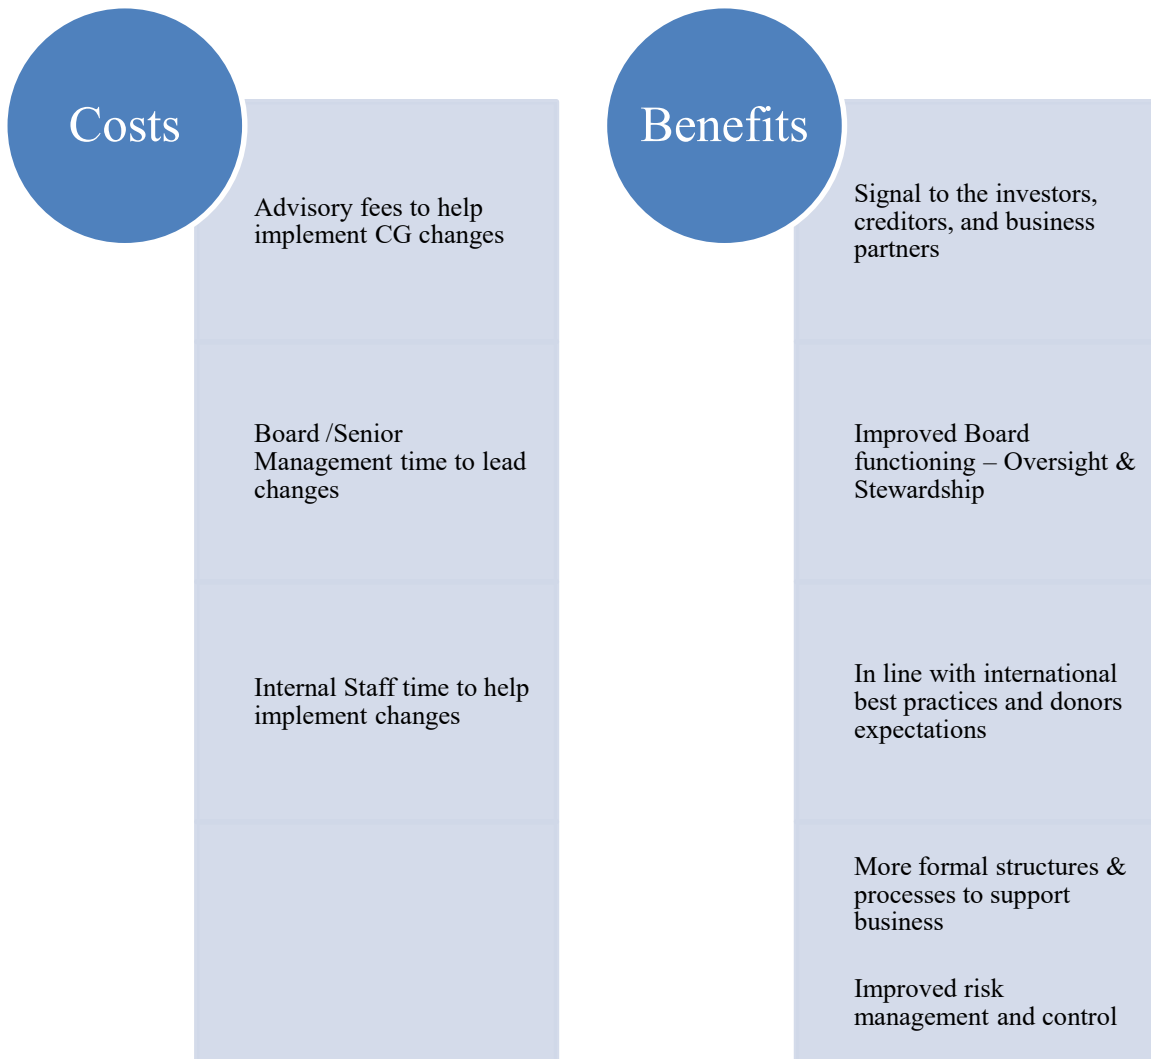 Costs
Advisory fees to help
implement CG changes
Board /Senior
Management time to lead
changes
Internal Staff time to help
implement changes
Benefits
Signal to the investors,
creditors, and business
partners
Improved Board
functioning – Oversight &
Stewardship
In line with international
best practices and donors
expectations
More formal structures &
processes to support
business
Improved risk
management and control